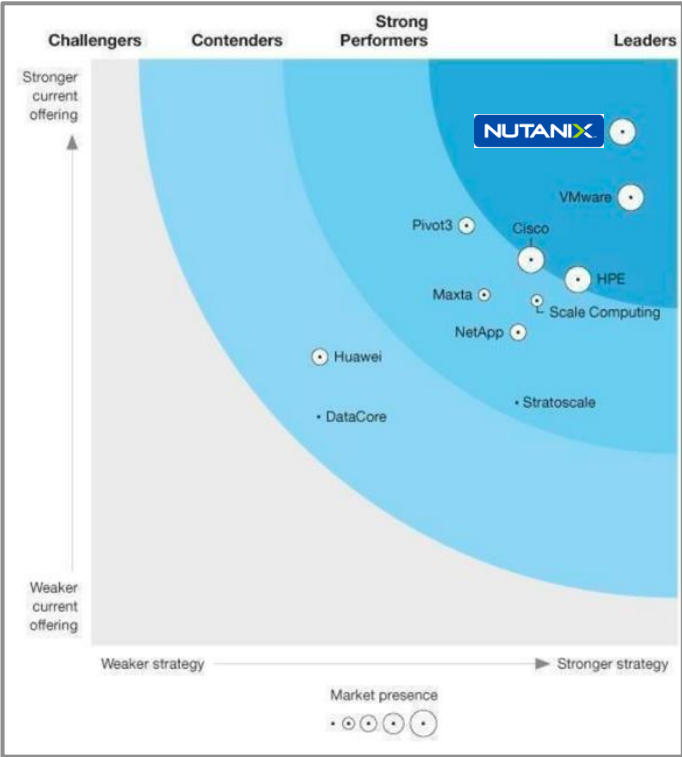 Challengers
Contenders
Strong
Performers
Leaders
Stronger
current
offering
NUTANIX
VMware
Pivot3
Cisco
HPE
Maxta
Scale Computing
NetApp
Huawei
Stratoscale
DataCore
Weaker
current
offering
Weaker strategy
Stronger strategy
Market presence